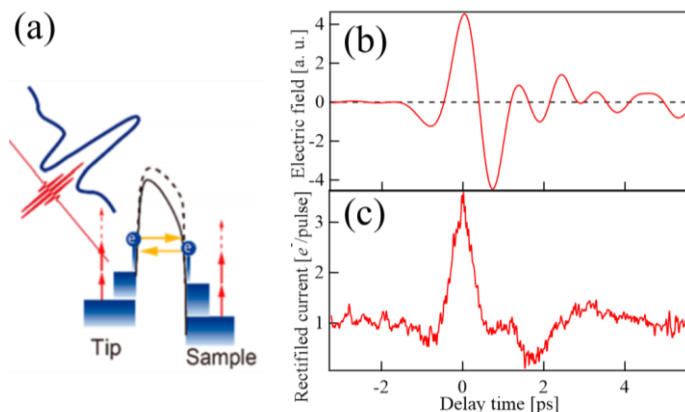 (a)
e
e
Tip
Sample
(b)
Electric field [a. u.]
4
2
0
-2
-4
(c)
Rectifiled current [e⁻/pulse]
3
2
1
-2
0
2
4
Delay time [ps]